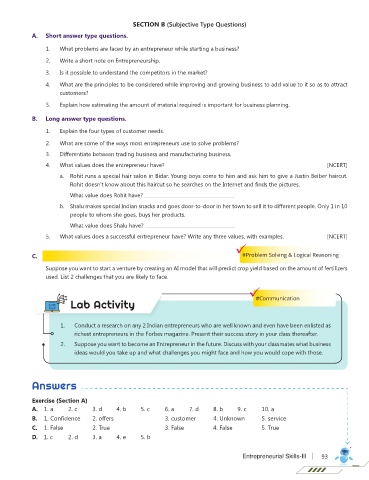 SECTION B (Subjective Type Questions)
A. Short answer type questions.
1. What problems are faced by an entrepreneur while starting a business?
2. Write a short note on Entrepreneurship.
3. Is it possible to understand the competitors in the market?
4. What are the principles to be considered while improving and growing business to add value to it so as to attract
customers?
5. Explain how estimating the amount of material required is important for business planning.
B. Long answer type questions.
1. Explain the four types of customer needs.
2. What are some of the ways most entrepreneurs use to solve problems?
3. Differentiate between trading business and manufacturing business.
4. What values does the entrepreneur have? [NCERT]
a. Rohit runs a special hair salon in Bidar. Young boys come to him and ask him to give a Justin Beiber haircut.
Rohit doesn't know about this haircut so he searches on the Internet and finds the pictures.
What value does Rohit have?
b. Shalu makes special Indian snacks and goes door-to-door in her town to sell it to different people. Only 1 in 10
people to whom she goes, buys her products.
What value does Shalu have?
5. What values does a successful entrepreneur have? Write any three values, with examples. [NCERT]
C. #Problem Solving & Logical Reasoning
Suppose you want to start a venture by creating an AI model that will predict crop yield based on the amount of fertilizers
used. List 2 challenges that you are likely to face.
#Communication
Lab Activity
1. Conduct a research on any 2 Indian entrepreneurs who are well known and even have been enlisted as
richest entrepreneurs in the Forbes magazine. Present their success story in your class thereafter.
2. Suppose you want to become an Entrepreneur in the future. Discuss with your classmates what business
ideas would you take up and what challenges you might face and how you would cope with those.
Answers
Exercise (Section A)
A. 1. a 2. c 3. d 4. b 5. c 6. a 7. d 8. b 9. c 10. a
B. 1. Confidence 2. offers 3. customer 4. Unknown 5. service
C. 1. False 2. True 3. False 4. False 5. True
D. 1. c 2. d 3. a 4. e 5. b
Entrepreneurial Skills-III 93